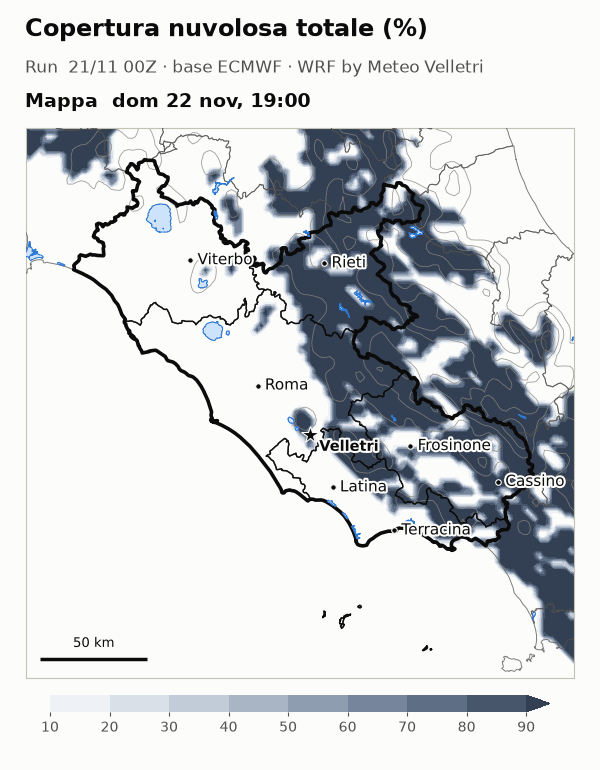 Copertura nuvolosa totale (%)
Run  21/11 00Z · base ECMWF · WRF by Meteo Velletri
Mappa  dom 22 nov, 19:00
Viterbo
Rieti
Roma
Velletri
Frosinone
Latina
Cassino
Terracina
50 km
10 20 30 40 50 60 70 80 90